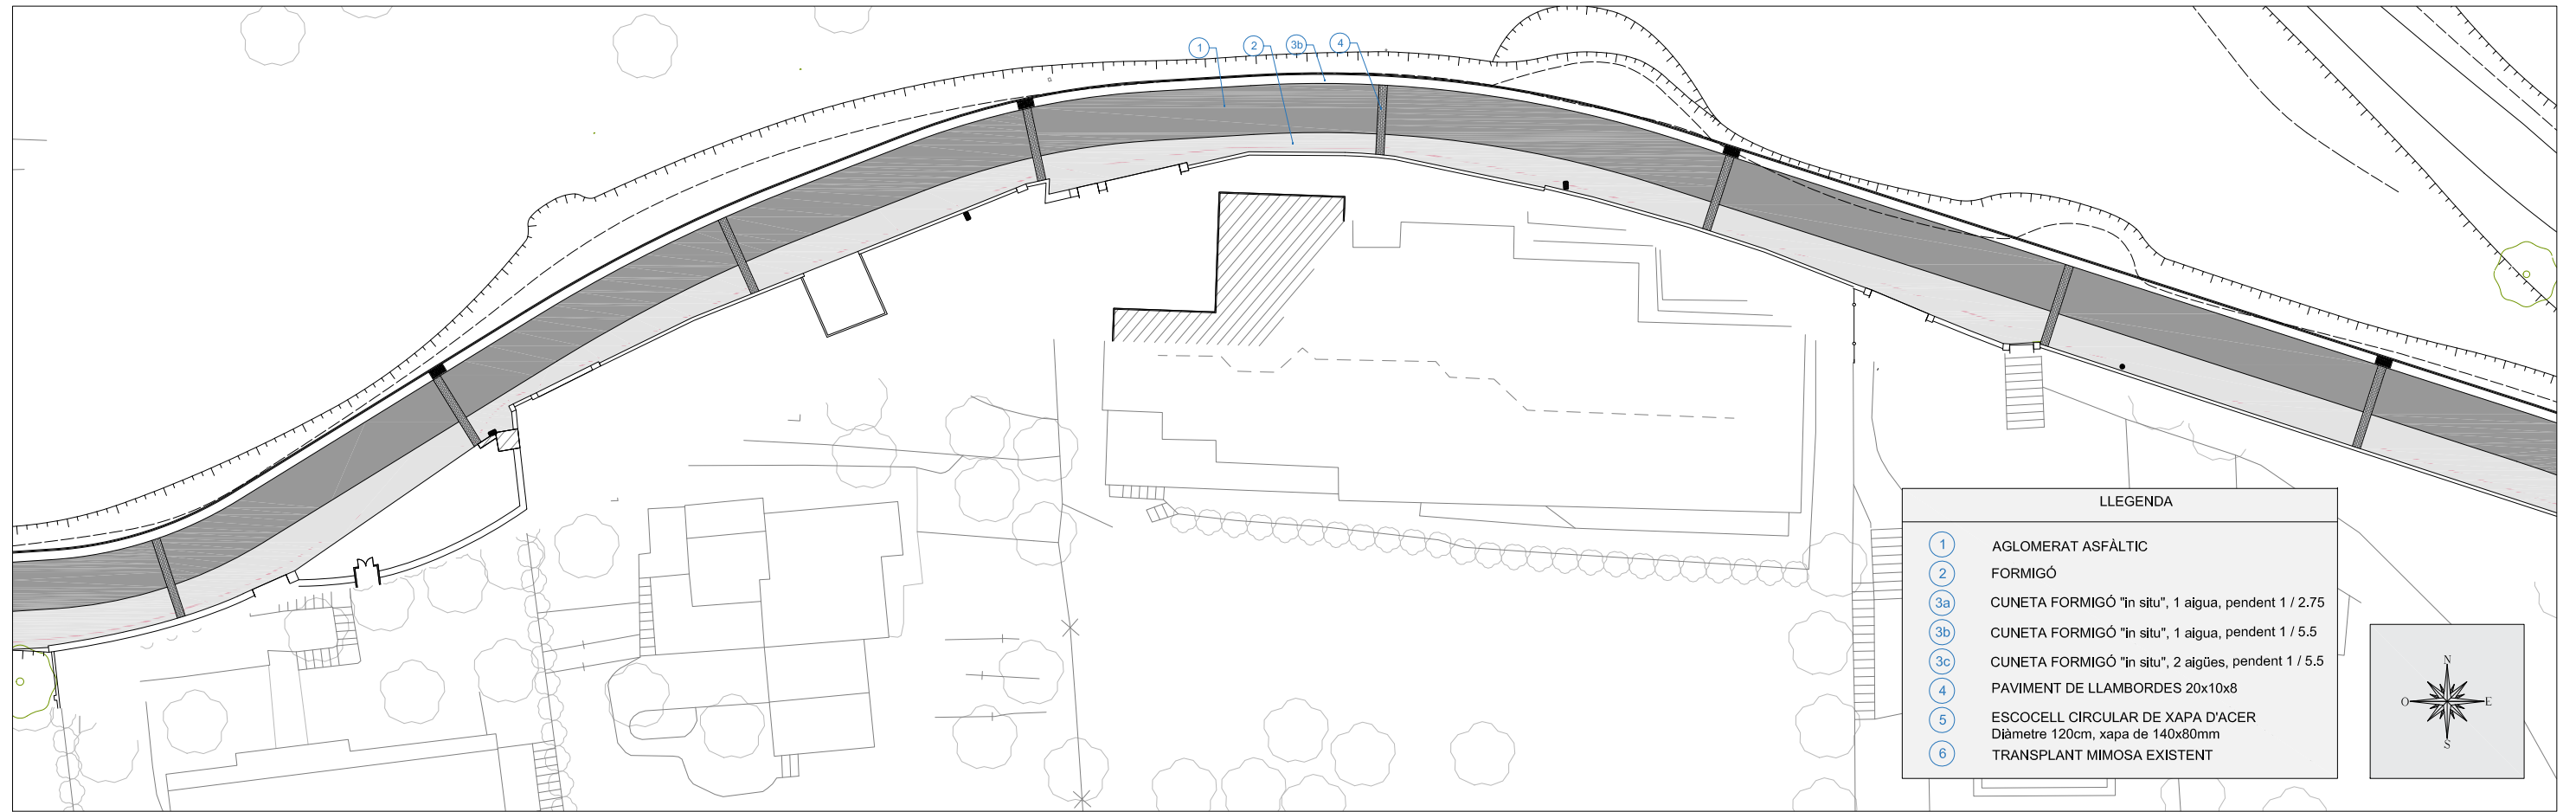 1
2
3b
4
LLEGENDA
1 AGLOMERAT ASFÀLTIC
2 FORMIGÓ
3a CUNETA FORMIGÓ "in situ", 1 aigua, pendent 1 / 2.75
3b CUNETA FORMIGÓ "in situ", 1 aigua, pendent 1 / 5.5
3c CUNETA FORMIGÓ "in situ", 2 aigües, pendent 1 / 5.5
4 PAVIMENT DE LLAMBORDES 20x10x8
5 ESCOCELL CIRCULAR DE XAPA D'ACER
Diàmetre 120cm, xapa de 140x80mm
6 TRANSPLANT MIMOSA EXISTENT
N
O E
S